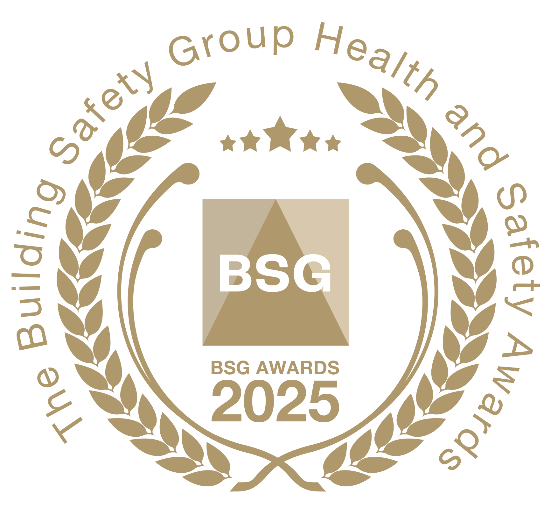 The Building Safety Group Health and Safety Awards
BSG
BSG AWARDS
2025